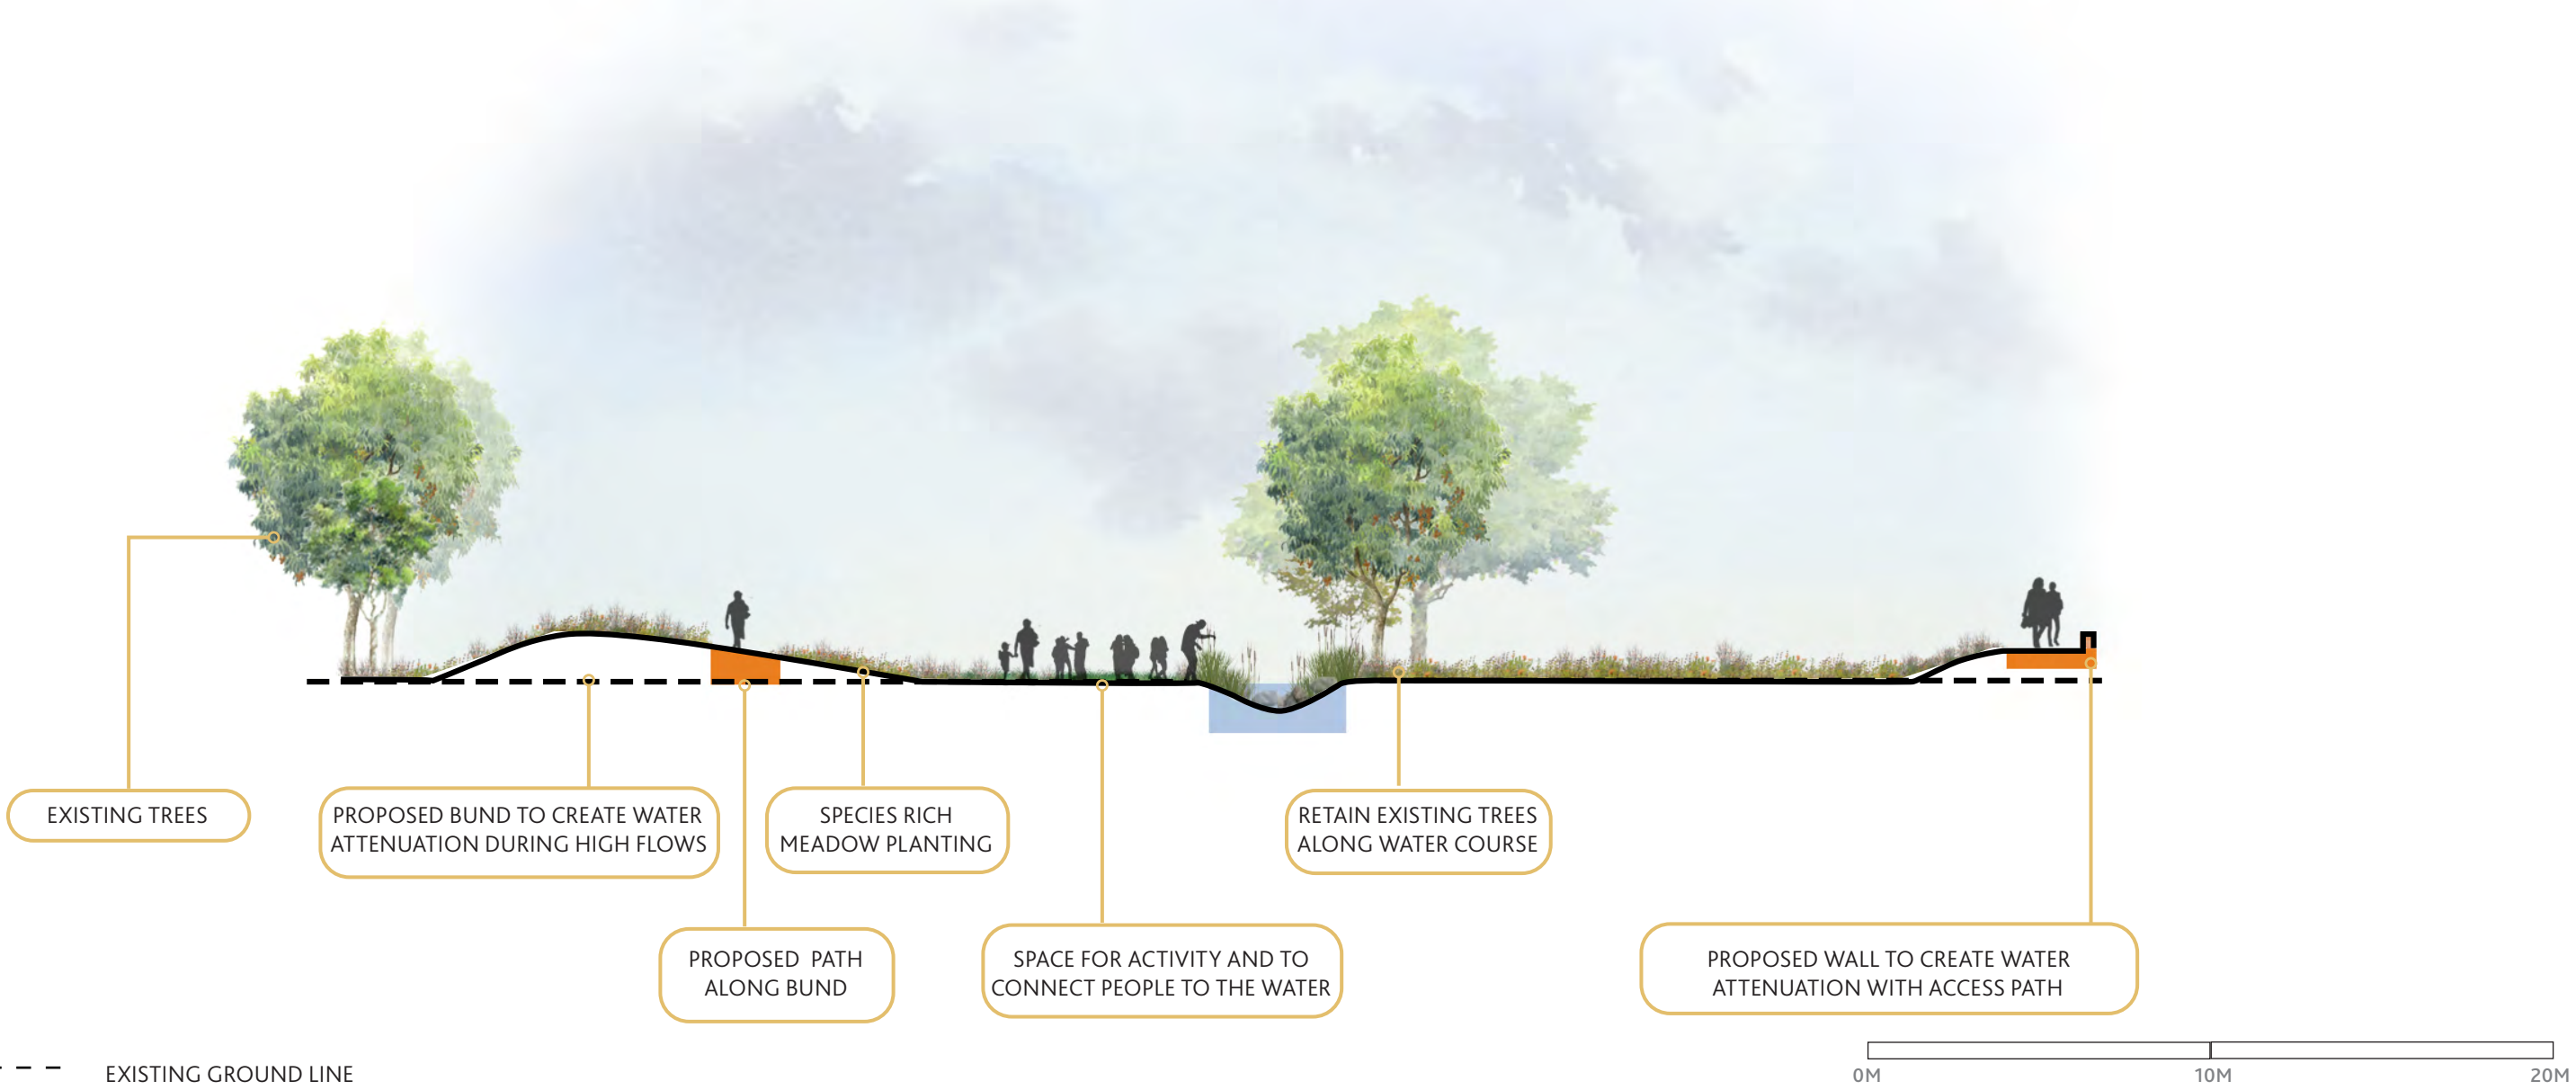 EXISTING TREES
PROPOSED BUND TO CREATE WATER
ATTENUATION DURING HIGH FLOWS
SPECIES RICH
MEADOW PLANTING
RETAIN EXISTING TREES
ALONG WATER COURSE
PROPOSED PATH
ALONG BUND
SPACE FOR ACTIVITY AND TO
CONNECT PEOPLE TO THE WATER
PROPOSED WALL TO CREATE WATER
ATTENUATION WITH ACCESS PATH
EXISTING GROUND LINE
0M 10M 20M